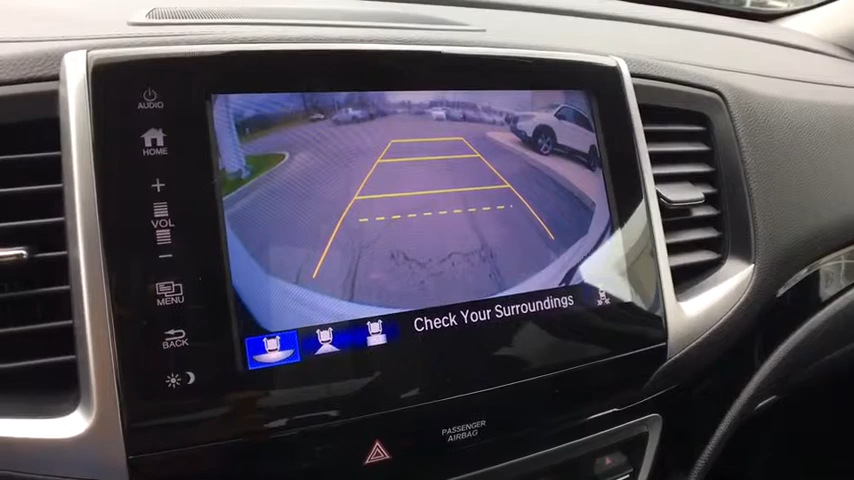 AUDIO
HOME
+
VOL
-
MENU
BACK
Check Your Surroundings
PASSENGER
AIRBAG